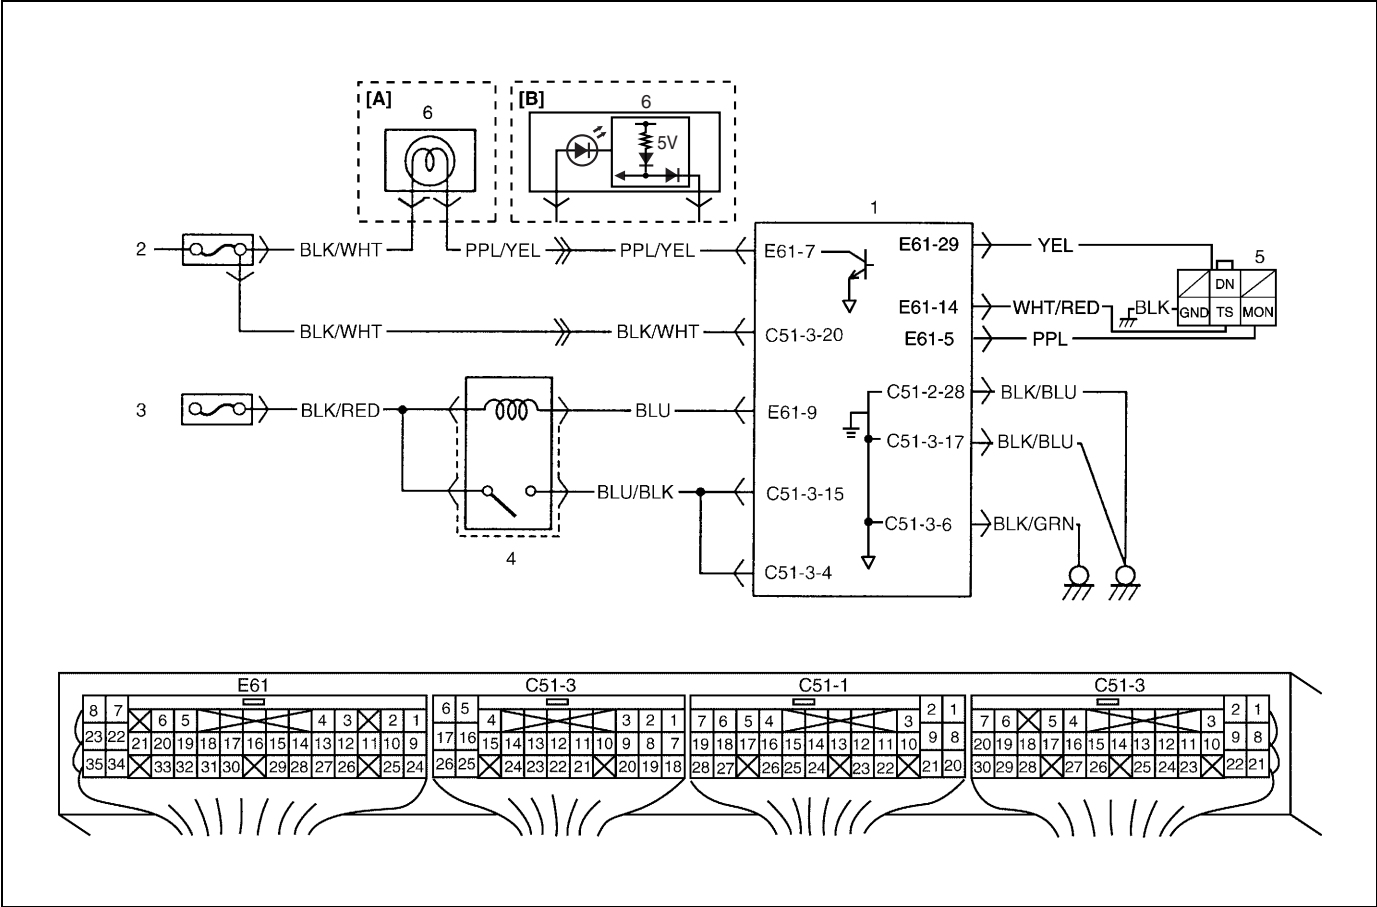 [A] [B]
6 6
5V
1
2 BLK/WHT PPL/YEL PPL/YEL E61-7 E61-29 YEL 5
DN
E61-14 WHT/RED BLK GND TS MON
BLK/WHT BLK/WHT C51-3-20 E61-5 PPL
C51-2-28 BLK/BLU
3 BLK/RED BLU E61-9
C51-3-17 BLK/BLU
BLU/BLK C51-3-15
C51-3-6 BLK/GRN
4 C51-3-4
E61 C51-3 C51-1 C51-3
8 7 6 5 4 3 2 1
23 22 21 20 19 18 17 16 15 14 13 12 11 10 9
35 34 33 32 31 30 29 28 27 26 25 24
6 5 4 3 2 1
17 16 15 14 13 12 11 10 9 8 7
26 25 24 23 22 21 20 19 18
7 6 5 4 3 2 1
19 18 17 16 15 14 13 12 11 10 9 8
28 27 26 25 24 23 22 21 20
7 6 5 4 3 2 1
20 19 18 17 16 15 14 13 12 11 10 9 8
30 29 28 27 26 25 24 23 22 21